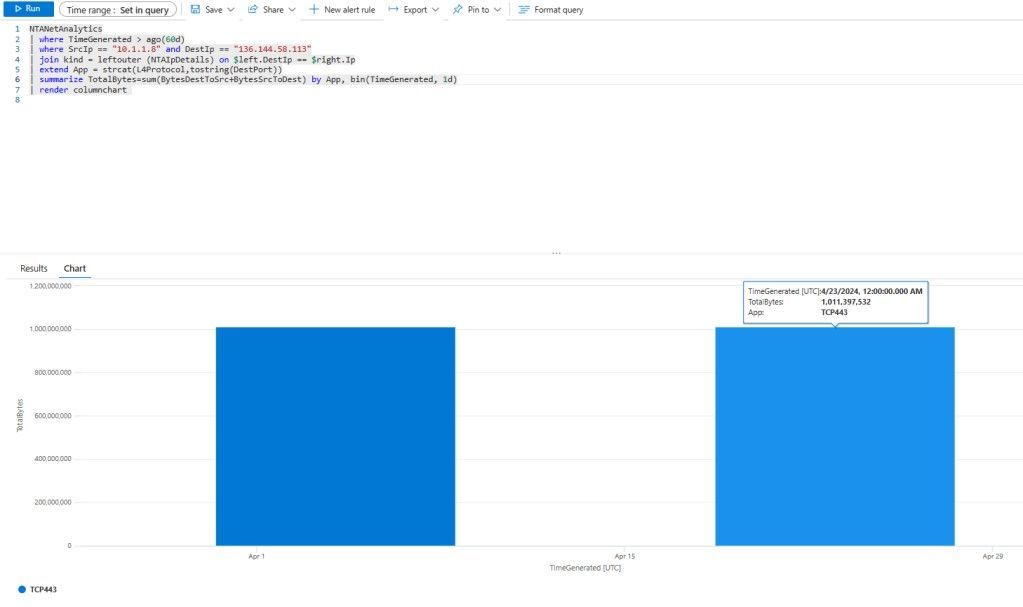 Run Time range : Set in query Save Share New alert rule Export Pin to Format query
1 NTANetAnalytics
2 | where TimeGenerated > ago(60d)
3 | where SrcIp == "10.1.1.8" and DestIp == "136.144.58.113"
4 | join kind = leftouter (NTAIpDetails) on $left.DestIp == $right.Ip
5 | extend App = strcat(L4Protocol,tostring(DestPort))
6 | summarize TotalBytes=sum(BytesDestToSrc+BytesSrcToDest) by App, bin(TimeGenerated, 1d)
7 | render columnchart
8
...
Results Chart
1,200,000,000
TimeGenerated [UTC]:4/23/2024, 12:00:00.000 AM
TotalBytes: 1,011,397,532
App: TCP443
1,000,000,000
800,000,000
600,000,000
TotalBytes
400,000,000
200,000,000
0
Apr 1 Apr 15 Apr 29
TimeGenerated [UTC]
TCP443